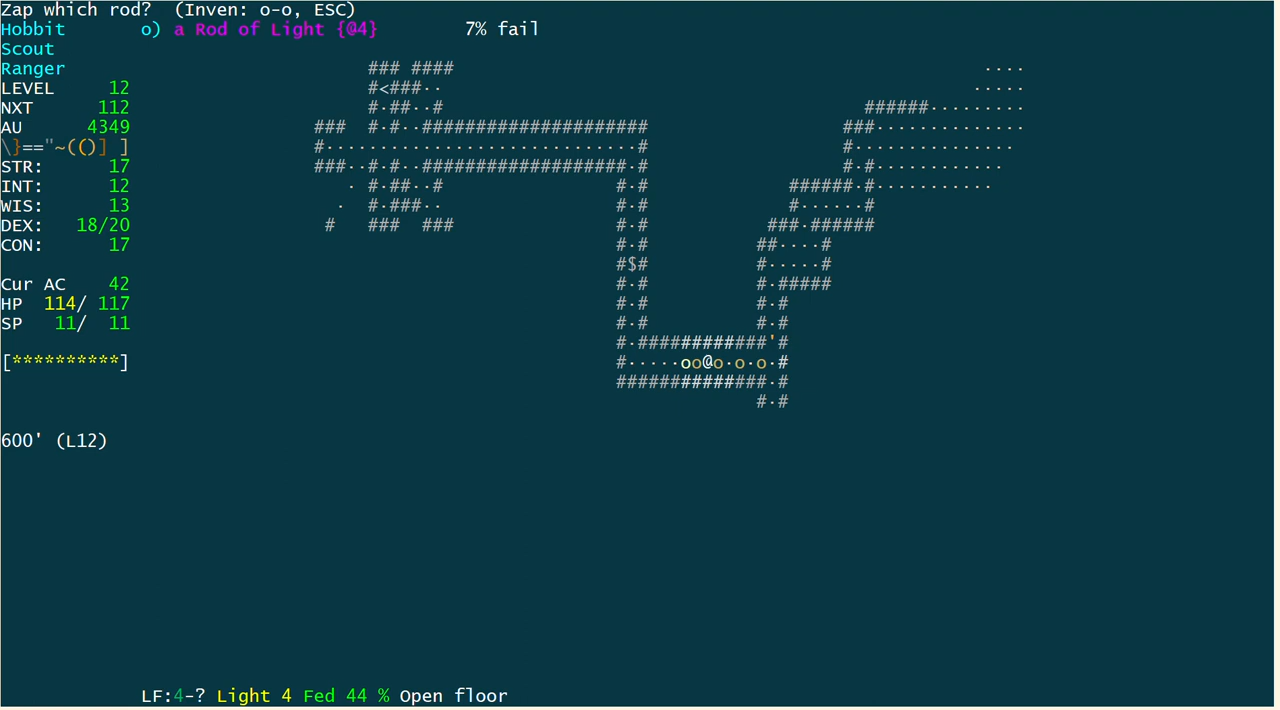 Zap which rod?  (Inven: o-o, ESC)
Hobbit       o) a Rod of Light {@4}        7% fail
Scout
Ranger                            ### ####                                                  ····
LEVEL     12                      #<###··                                                  ·····
NXT      112                      #·##··#                                       ######·········
AU      4349                 ###  #·#··#####################                  ###··············
\}=="~(()] ]                 #·····························#                  #···············
STR:      17                 ###··#·#··###################·#                  #·#············
INT:      12                    · #·##··#                #·#             ######·#···········
WIS:      13                   ·  #·###··                #·#             #······#
DEX:   18/20                  #   ###  ###               #·#           ###·######
CON:      17                                             #·#          ##····#
                                                         #$#          #·····#
Cur AC    42                                             #·#          #·#####
HP  114/ 117                                             #·#          #·#
SP   11/  11                                             #·#          #·#
                                                         #·############'#
[**********]                                             #·····oo@o·o·o·#
                                                         ##############·#
                                                                      #·#
600' (L12)
LF:4-? Light 4 Fed 44 % Open floor